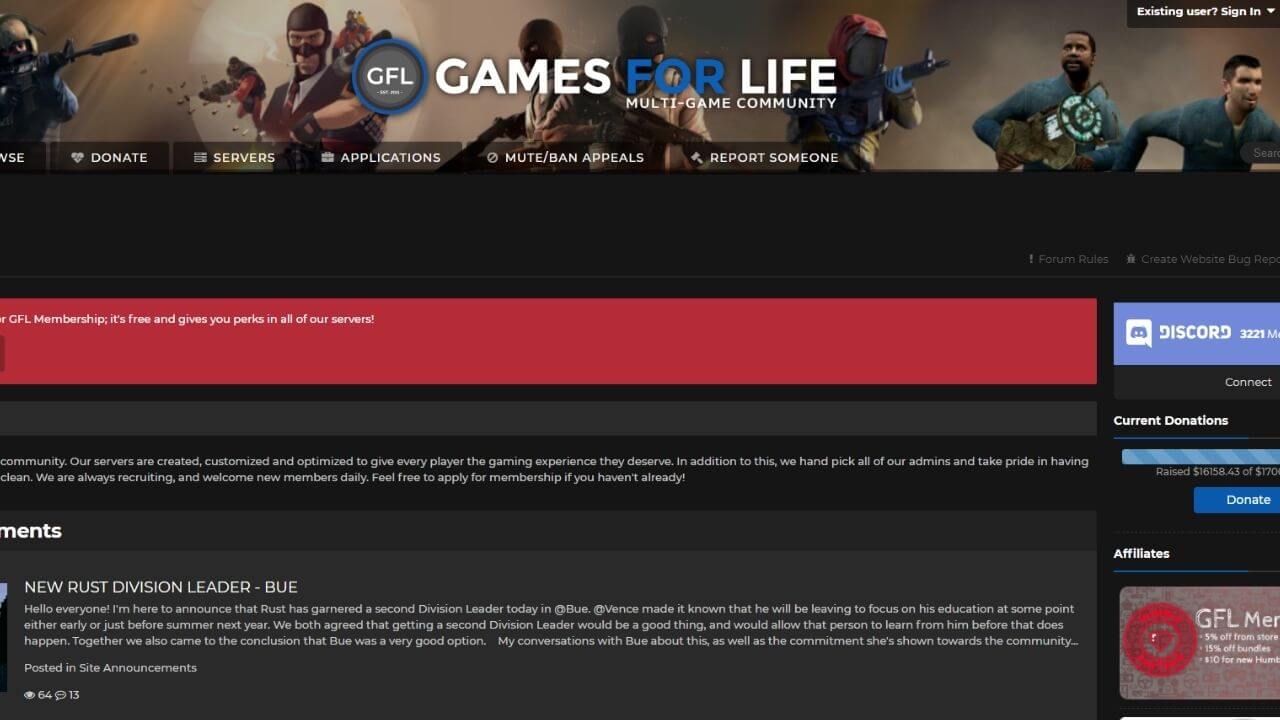 Existing user? Sign In
GFL
GAMES FOR LIFE
MULTI-GAME COMMUNITY
WSE DONATE SERVERS APPLICATIONS MUTE/BAN APPEALS REPORT SOMEONE
Sear
Forum Rules Create Website Bug Repo
or GFL Membership; it's free and gives you perks in all of our servers!
DISCORD 3221 Me
Connect
community. Our servers are created, customized and optimized to give every player the gaming experience they deserve. In addition to this, we hand pick all of our admins and take pride in having
clean. We are always recruiting, and welcome new members daily. Feel free to apply for membership if you haven't already!
Current Donations
Raised $16158.43 of $1700
Donate
ments
NEW RUST DIVISION LEADER - BUE
Hello everyone! I'm here to announce that Rust has garnered a second Division Leader today in @Bue. @Vence made it known that he will be leaving to focus on his education at some point
either early or just before summer next year. We both agreed that getting a second Division Leader would be a good thing, and would allow that person to learn from him before that does
happen. Together we also came to the conclusion that Bue was a very good option. My conversations with Bue about this, as well as the commitment she's shown towards the community...
Posted in Site Announcements
64 13
Affiliates
GFL Mem
5% off from store
15% off bundles
$10 for new Humb